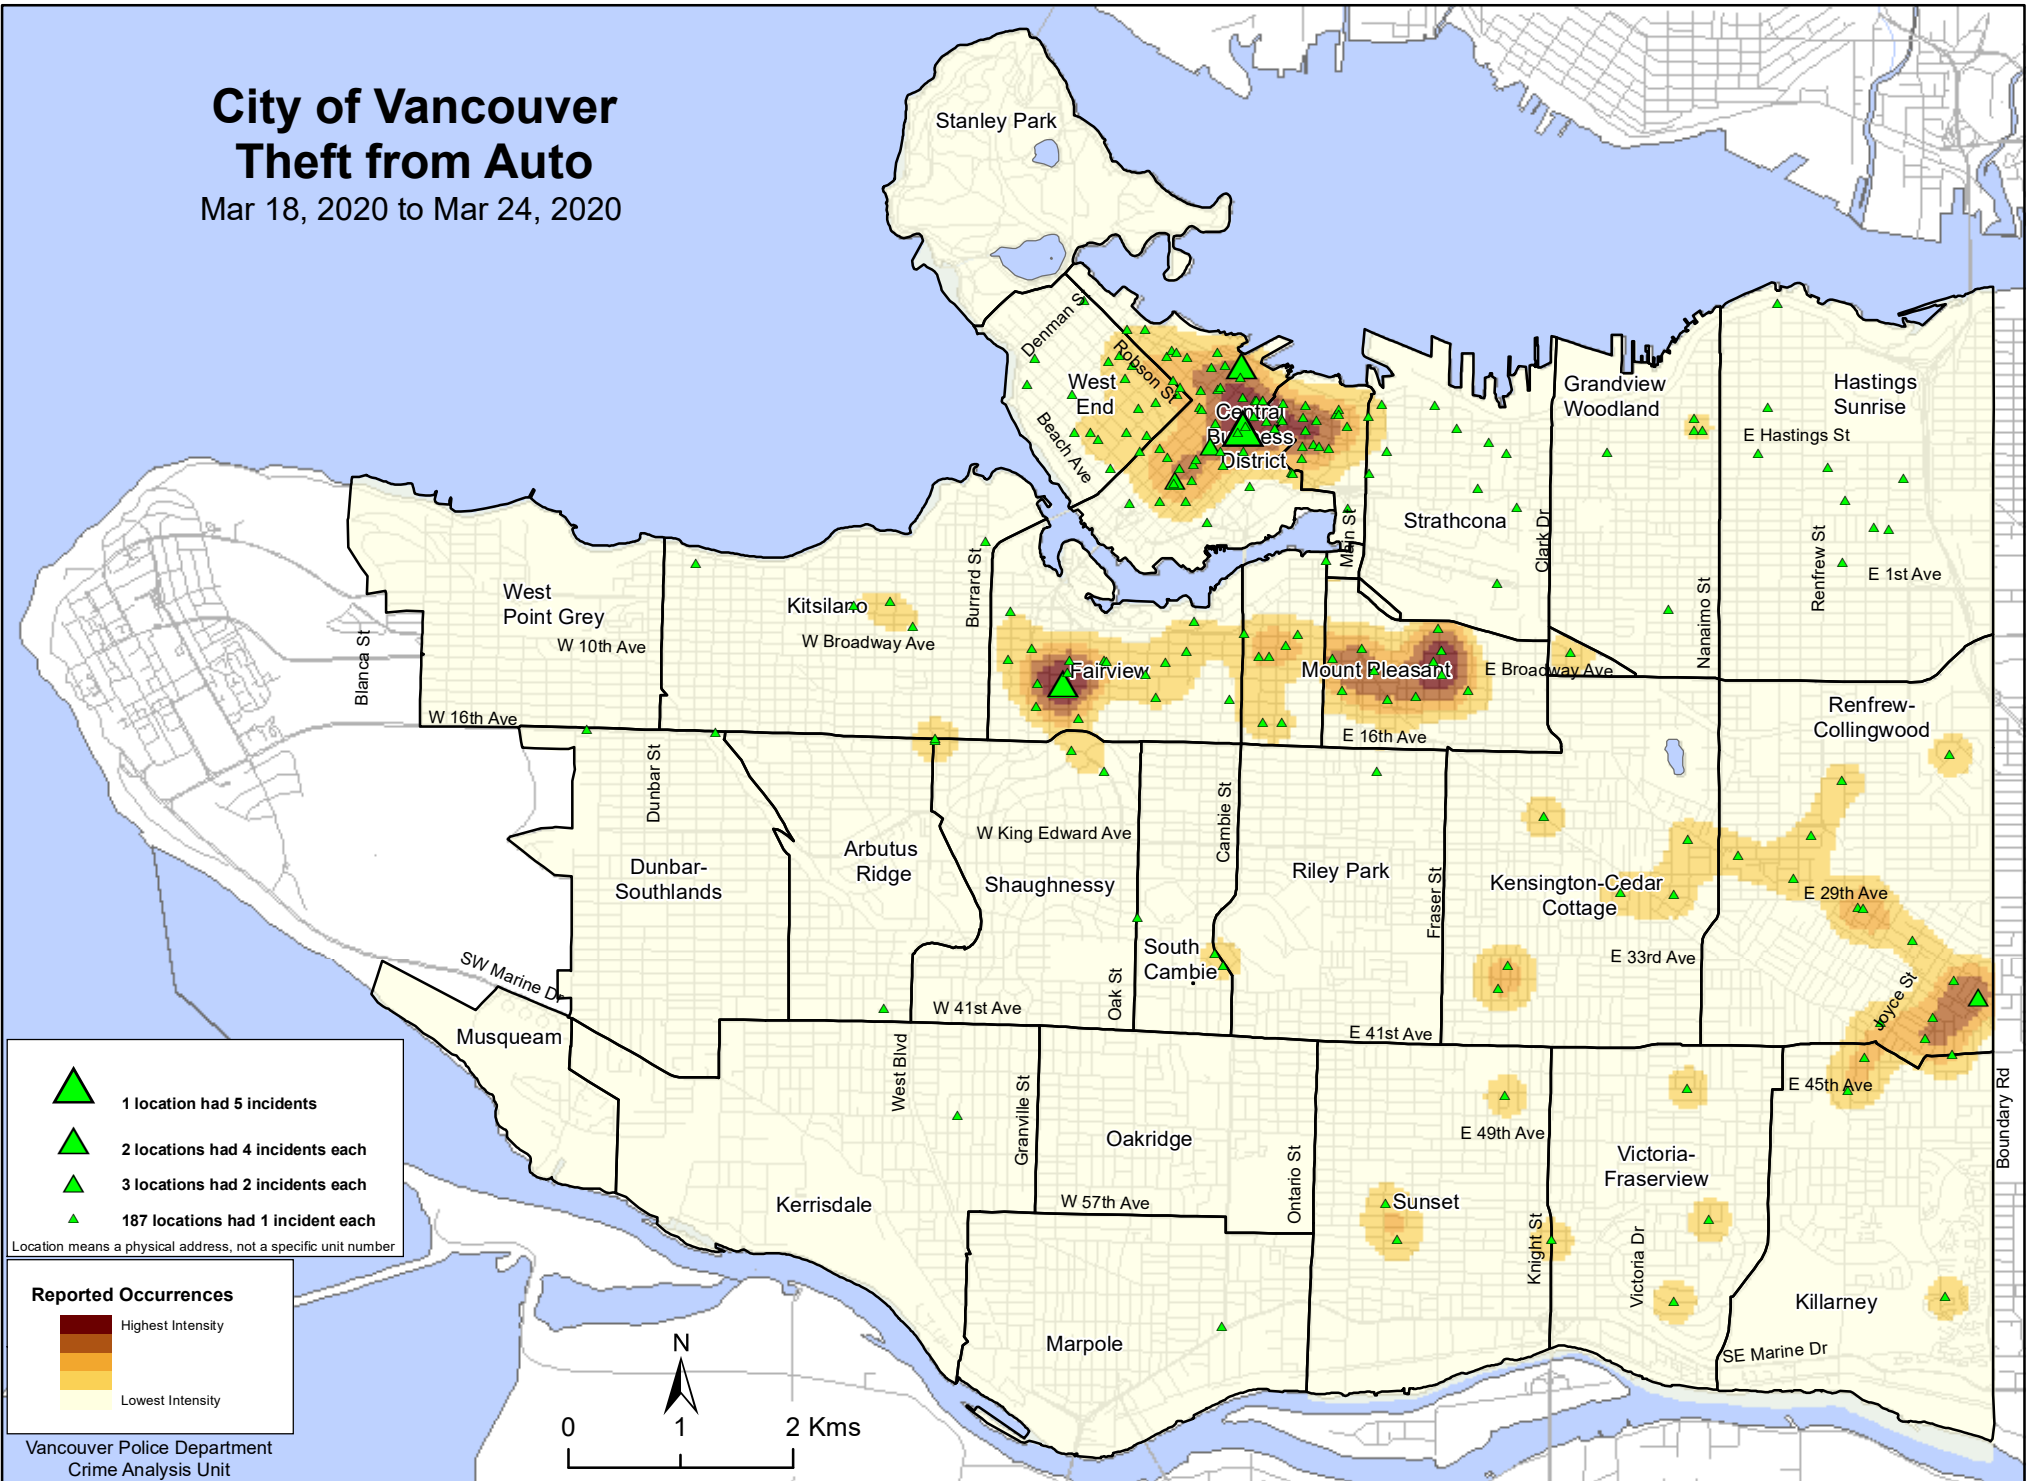 City of Vancouver
Theft from Auto
Mar 18, 2020 to Mar 24, 2020
Stanley Park
Denman St
Robson St
West
End
Beach Ave
Central
Business
District
Grandview
Woodland
Hastings
Sunrise
E Hastings St
Strathcona
Main St
Clark Dr
Nanaimo St
Renfrew St
E 1st Ave
West
Point Grey
W 10th Ave
Blanca St
Kitsilano
W Broadway Ave
Burrard St
Fairview
Mount Pleasant
E Broadway Ave
W 16th Ave
E 16th Ave
Renfrew-
Collingwood
Dunbar St
Dunbar-
Southlands
Arbutus
Ridge
W King Edward Ave
Shaughnessy
Cambie St
Riley Park
Fraser St
Kensington-Cedar
Cottage
E 29th Ave
E 33rd Ave
South
Cambie
Oak St
SW Marine Dr
W 41st Ave
E 41st Ave
Joyce St
Musqueam
West Blvd
Granville St
Oakridge
Ontario St
E 45th Ave
E 49th Ave
Boundary Rd
Victoria-
Fraserview
Kerrisdale
W 57th Ave
Sunset
Knight St
Victoria Dr
Killarney
Marpole
SE Marine Dr
1 location had 5 incidents
2 locations had 4 incidents each
3 locations had 2 incidents each
187 locations had 1 incident each
Location means a physical address, not a specific unit number
Reported Occurrences
Highest Intensity
Lowest Intensity
Vancouver Police Department
Crime Analysis Unit
N
0 1 2 Kms